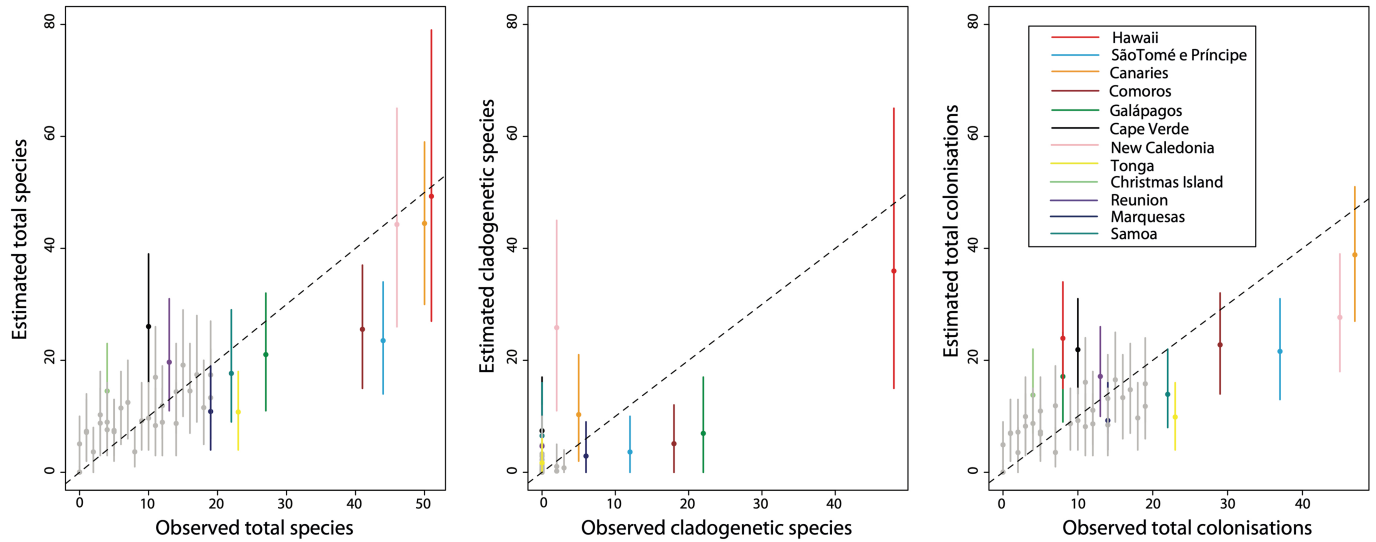 Estimated total species
80
60
40
20
0
0 10 20 30 40 50
Observed total species
Estimated cladogenetic species
80
60
40
20
0
0 10 20 30 40
Observed cladogenetic species
Estimated total colonisations
80
60
40
20
0
0 10 20 30 40
Observed total colonisations
Hawaii
SãoTomé e Príncipe
Canaries
Comoros
Galápagos
Cape Verde
New Caledonia
Tonga
Christmas Island
Reunion
Marquesas
Samoa